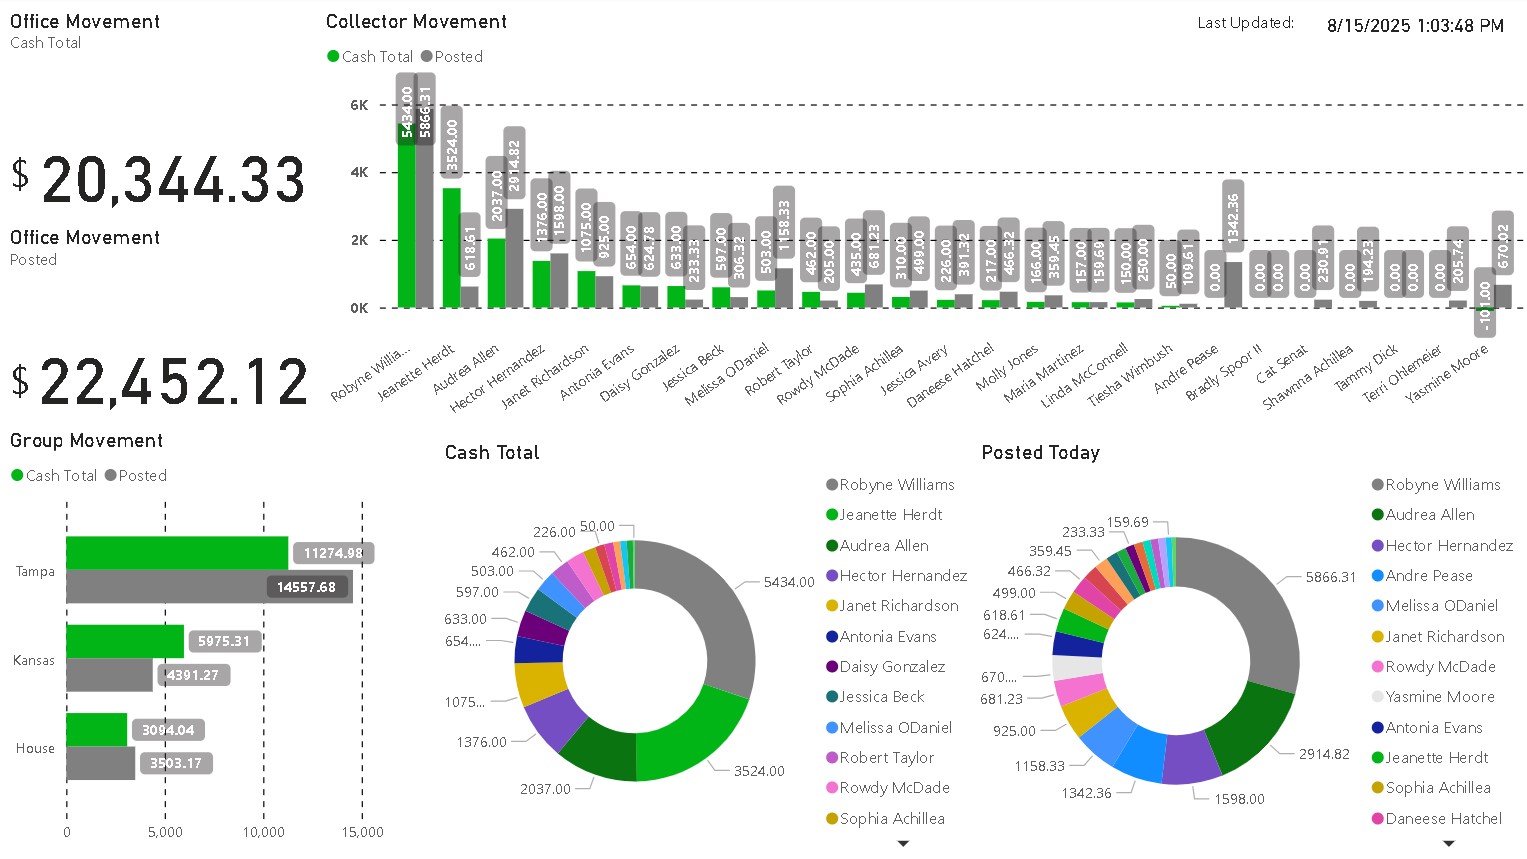 Office Movement
Cash Total
$ 20,344.33
Office Movement
Posted
$ 22,452.12
Collector Movement
Last Updated: 8/15/2025 1:03:48 PM
Cash Total Posted
6K
4K
2K
0K
5434.00 5866.31
3524.00 618.61
2037.00 2914.82
1376.00 1598.00
1075.00 925.00
654.00 624.78
633.00 233.33
597.00 306.32
503.00 1158.33
462.00 205.00
435.00 681.23
310.00 499.00
226.00 391.32
217.00 466.32
166.00 359.45
157.00 159.69
150.00 250.00
50.00 109.61
0.00 1342.36
0.00 0.00
0.00 230.91
0.00 194.23
0.00 0.00
0.00 205.74
-101.00 670.02
Robyne Willia...
Jeanette Herdt
Audrea Allen
Hector Hernandez
Janet Richardson
Antonia Evans
Daisy Gonzalez
Jessica Beck
Melissa ODaniel
Robert Taylor
Rowdy McDade
Sophia Achillea
Jessica Avery
Daneese Hatchel
Molly Jones
Maria Martinez
Linda McConnell
Tiesha Wimbush
Andre Pease
Bradly Spor II
Cat Senat
Shawnna Achillea
Tammy Dick
Terri Ohlemeier
Yasmine Moore
Group Movement
Cash Total Posted
Tampa
11274.98
14557.68
Kansas
5975.31
4391.27
House
3094.04
3503.17
0 5,000 10,000 15,000
Cash Total
5434.00
3524.00
2037.00
1376.00
1075...
654....
633.00
597.00
503.00
462.00
226.00
50.00
Robyne Williams
Jeanette Herdt
Audrea Allen
Hector Hernandez
Janet Richardson
Antonia Evans
Daisy Gonzalez
Jessica Beck
Melissa ODaniel
Robert Taylor
Rowdy McDade
Sophia Achillea
Posted Today
5866.31
2914.82
1598.00
1342.36
1158.33
925.00
681.23
670....
624....
618.61
499.00
466.32
359.45
233.33
159.69
Robyne Williams
Audrea Allen
Hector Hernandez
Andre Pease
Melissa ODaniel
Janet Richardson
Rowdy McDade
Yasmine Moore
Antonia Evans
Jeanette Herdt
Sophia Achillea
Daneese Hatchel